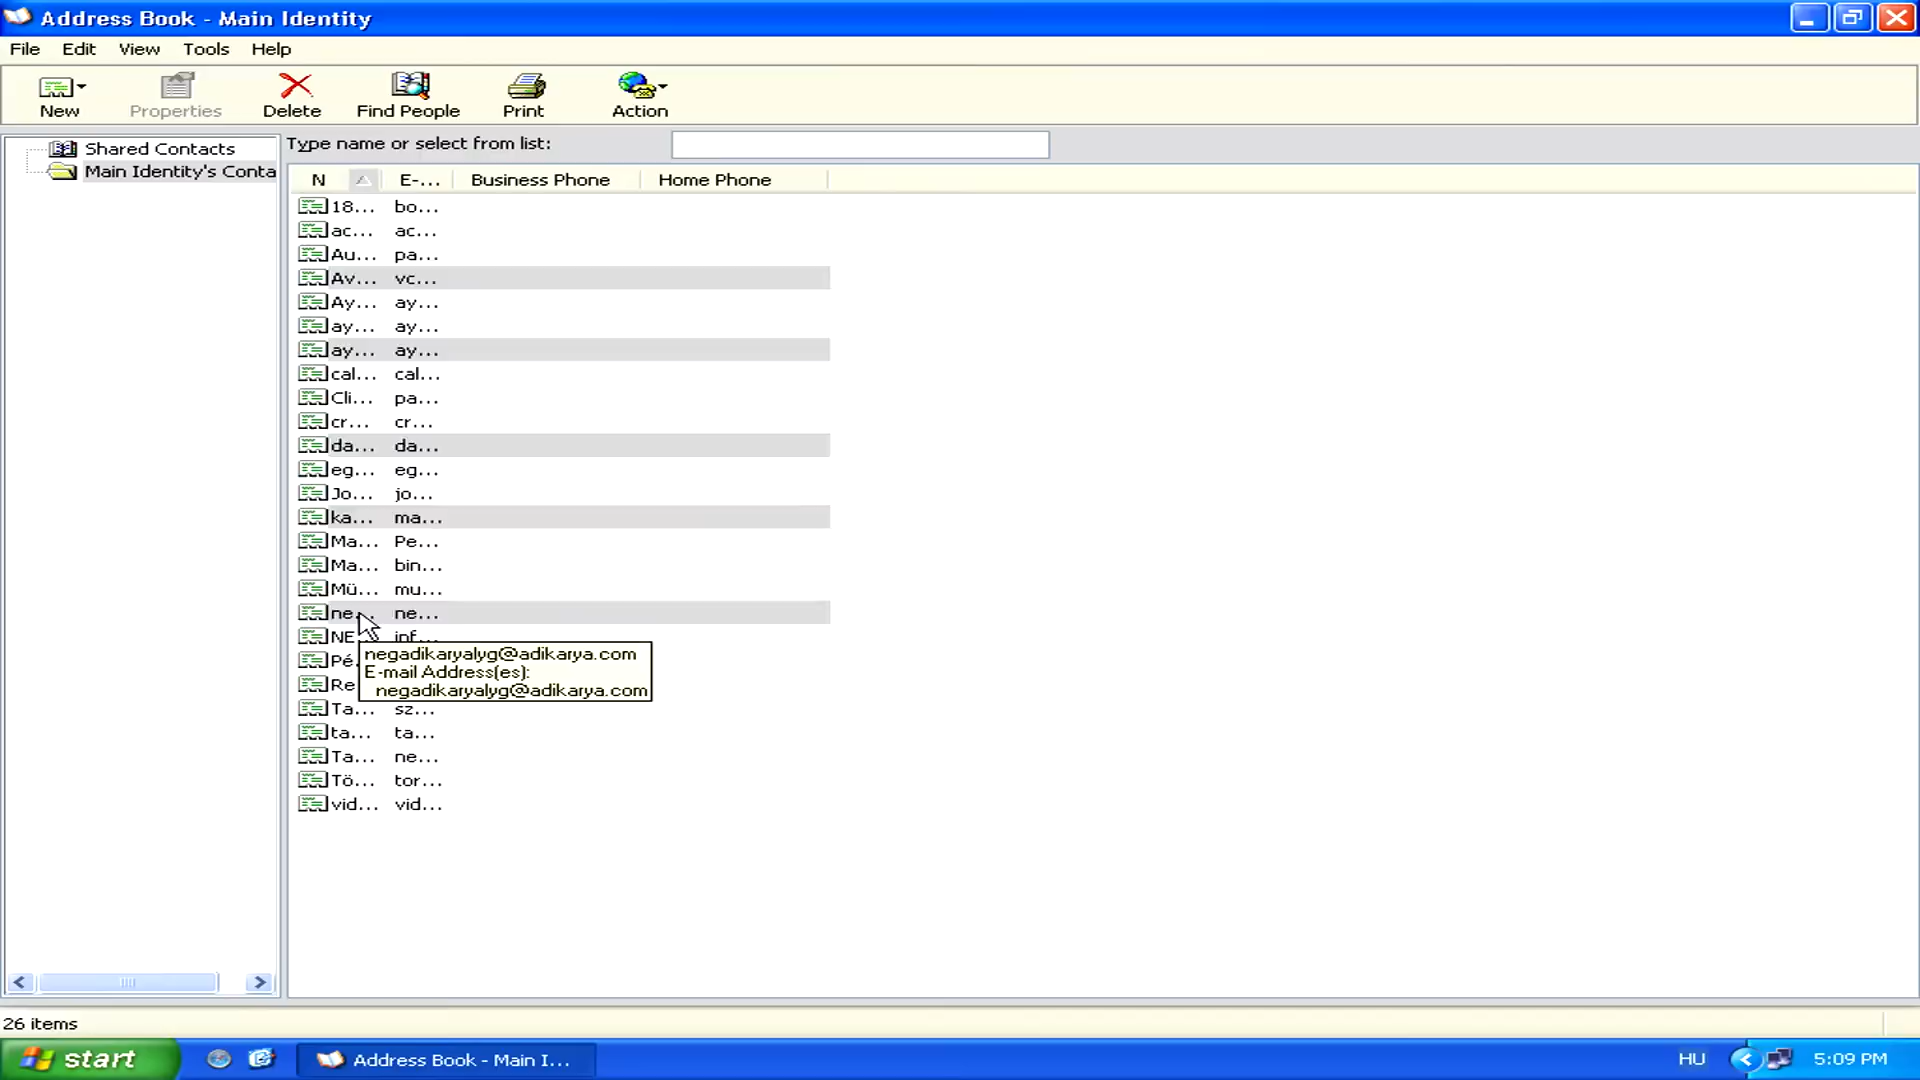 Address Book - Main Identity
File Edit View Tools Help
New Properties Delete Find People Print Action
Shared Contacts
Main Identity's Conta
Type name or select from list:
N E-... Business Phone Home Phone
18... bo...
ac... ac...
Au... pa...
Av... vc...
Ay... ay...
ay... ay...
ay... ay...
cal... cal...
Cli... pa...
cr... cr...
da... da...
eg... eg...
Jo... jo...
ka... ma...
Ma... Pe...
Ma... bin...
Mü... mu...
ne... ne...
NE inf...
Pé
Re
negadikaryalyg@adikarya.com
E-mail Address(es):
negadikaryalyg@adikarya.com
Ta... sz...
ta... ta...
Ta... ne...
Tö... tor...
vid... vid...
26 items
start Address Book - Main I... HU 5:09 PM